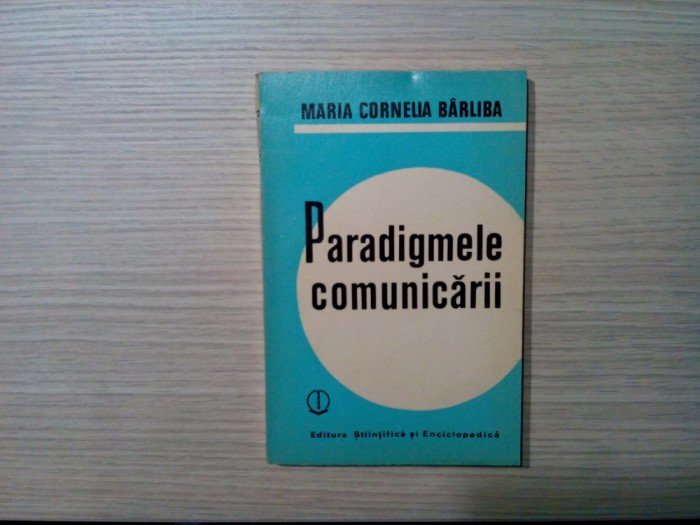 MARIA CORNELIA BÂRLIBA
Paradigmele
comunicării
Editura Științifică și Enciclopedică